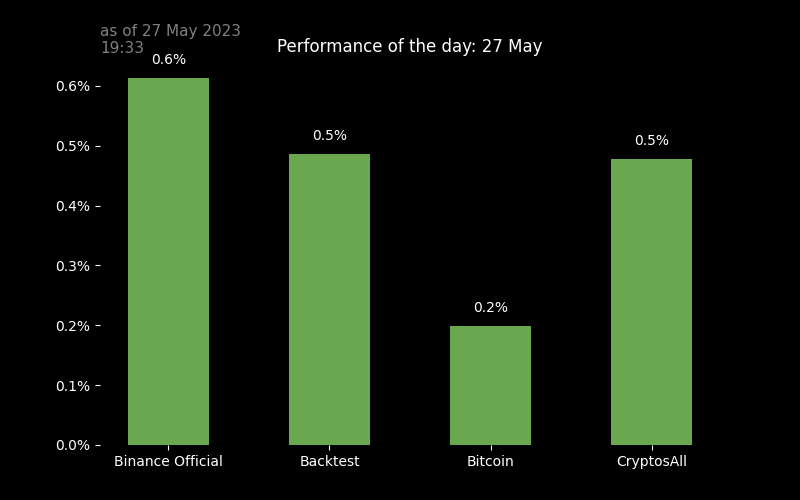 as of 27 May 2023
19:33
Performance of the day: 27 May
0.6%
0.5%
0.2%
0.5%
0.6%
0.5%
0.4%
0.3%
0.2%
0.1%
0.0%
Binance Official
Backtest
Bitcoin
CryptosAll